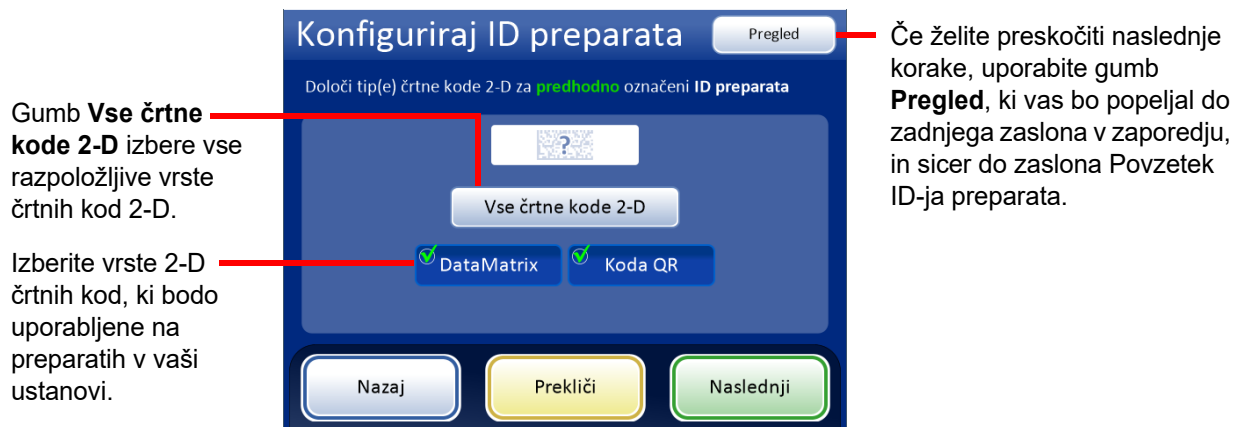 Gumb Vse črtne
kode 2-D izbere vse
razpoložljive vrste
črtnih kod 2-D.
Izberite vrste 2-D
črtnih kod, ki bodo
uporabljene na
preparatih v vaši
ustanovi.
Konfiguriraj ID preparata
Pregled
Določi tip(e) črtne kode 2-D za predhodno označeni ID preparata
?
Vse črtne kode 2-D
DataMatrix
Koda QR
Nazaj
Prekliči
Naslednji
Če želite preskočiti naslednje
korake, uporabite gumb
Pregled, ki vas bo popeljal do
zadnjega zaslona v zaporedju,
in sicer do zaslona Povzetek
ID-ja preparata.